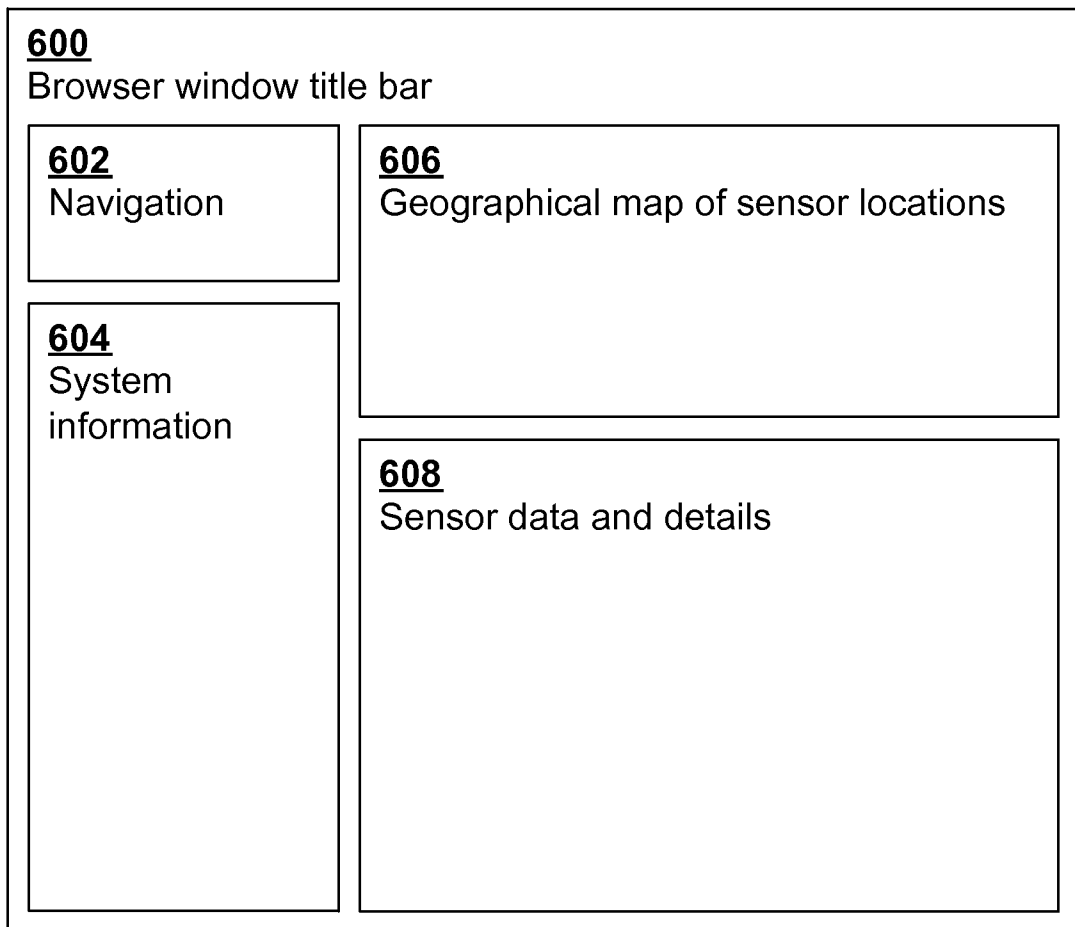 600
Browser window title bar
602
Navigation
604
System
information
606
Geographical map of sensor locations
608
Sensor data and details